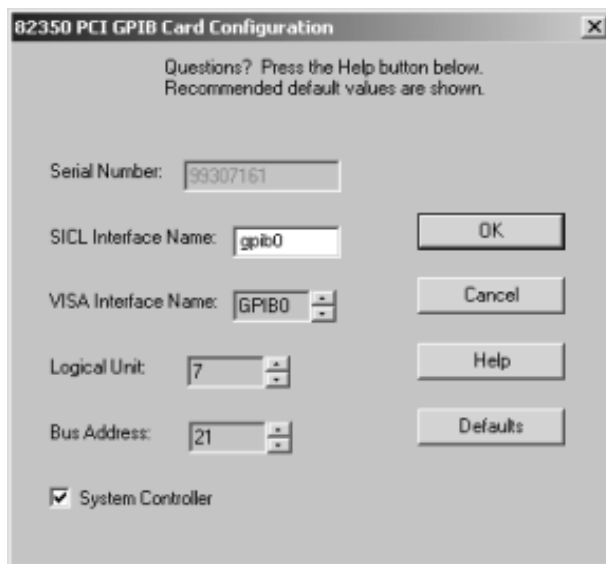 82350 PCI GPIB Card Configuration
Questions? Press the Help button below.
Recommended default values are shown.
Serial Number: 99307161
SICL Interface Name: gpib0
OK
VISA Interface Name: GPIB0
Cancel
Logical Unit: 7
Help
Bus Address: 21
Defaults
System Controller